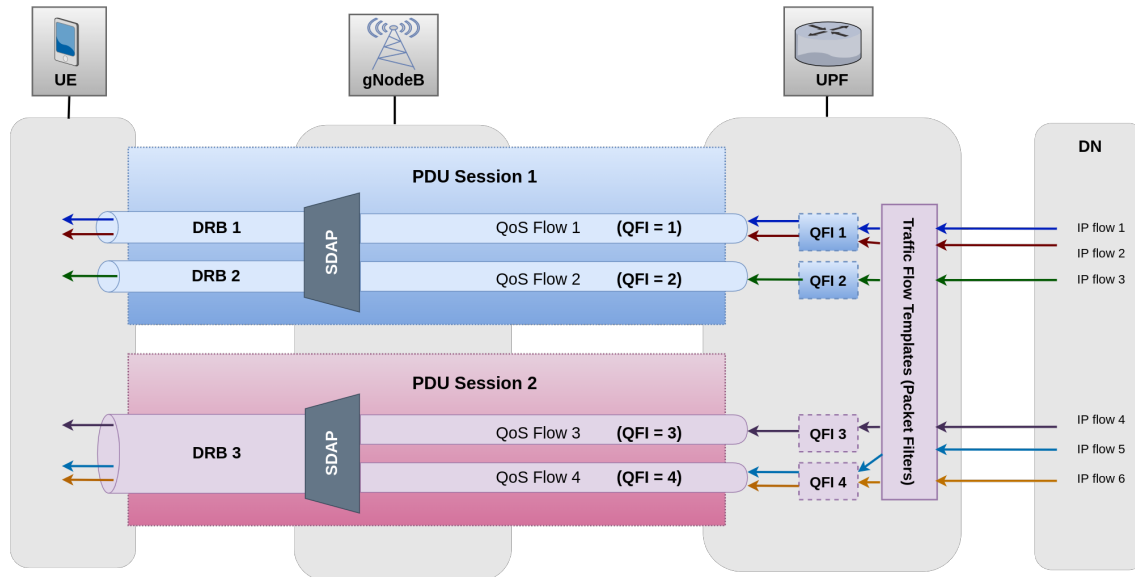 UE
gNodeB
UPF
DN
PDU Session 1
DRB 1
SDAP
QoS Flow 1 (QFI = 1)
QFI 1
IP flow 1
IP flow 2
DRB 2
QoS Flow 2 (QFI = 2)
QFI 2
IP flow 3
Traffic Flow Templates (Packet Filters)
PDU Session 2
DRB 3
SDAP
QoS Flow 3 (QFI = 3)
QFI 3
IP flow 4
IP flow 5
QoS Flow 4 (QFI = 4)
QFI 4
IP flow 6